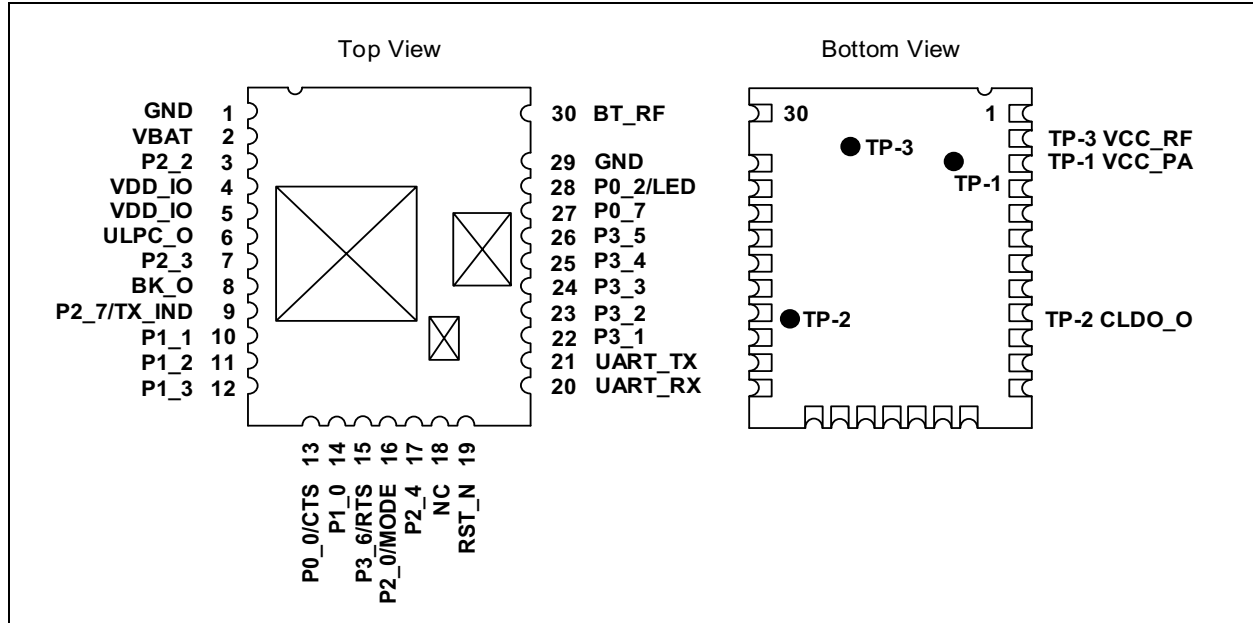 Top View
GND 1
VBAT 2
P2_2 3
VDD_IO 4
VDD_IO 5
ULPC_O 6
P2_3 7
BK_O 8
P2_7/TX_IND 9
P1_1 10
P1_2 11
P1_3 12
13 P0_0/CTS
14 P1_0
15 P3_6/RTS
16 P2_0/MODE
17 P2_4
18 NC
19 RST_N
30 BT_RF
29 GND
28 P0_2/LED
27 P0_7
26 P3_5
25 P3_4
24 P3_3
23 P3_2
22 P3_1
21 UART_TX
20 UART_RX
Bottom View
30 1
TP-3
TP-1
TP-2
TP-3 VCC_RF
TP-1 VCC_PA
TP-2 CLDO_O